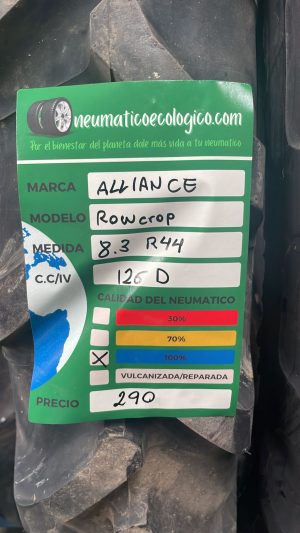 neumaticoecologico.com
Por el bienestar del planeta dale más vida a tu neumatico
MARCA ALLIANCE
MODELO Rowcrop
MEDIDA 8.3 R44
C.C/IV 126 D
CALIDAD DEL NEUMATICO
30%
70%
X 100%
VULCANIZADA/REPARADA
PRECIO 290